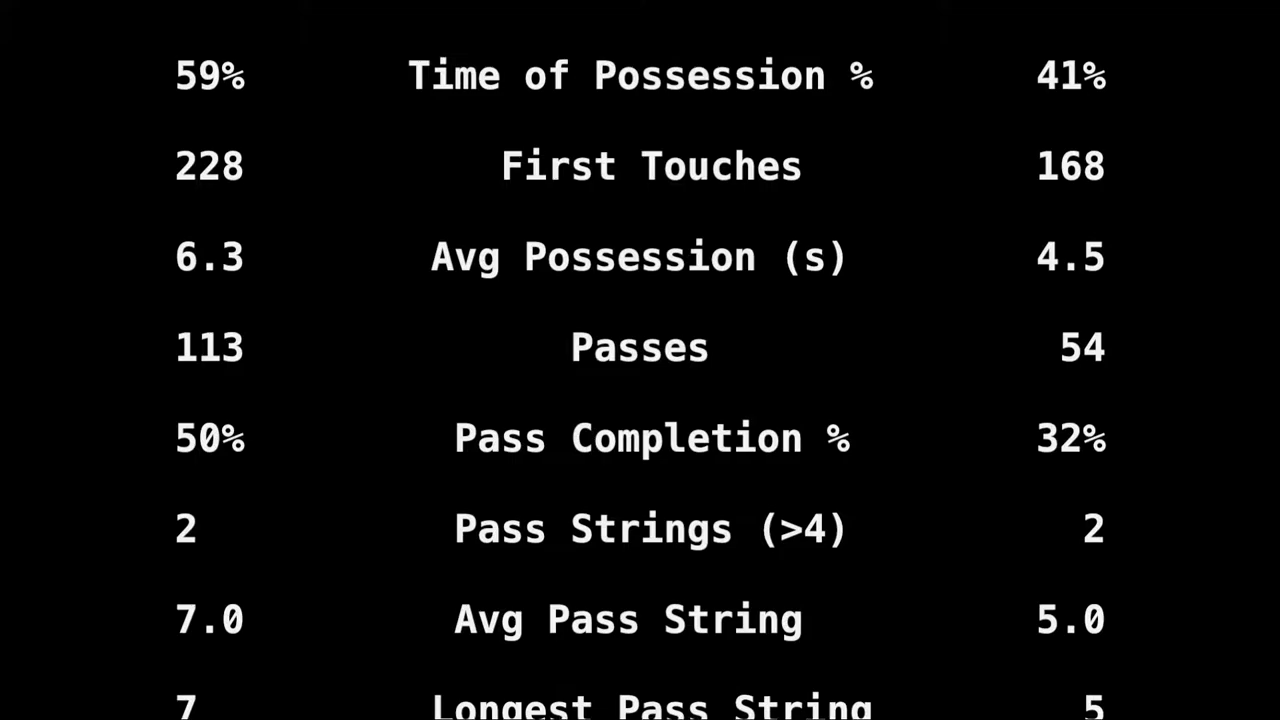 59% Time of Possession % 41%
228 First Touches 168
6.3 Avg Possession (s) 4.5
113 Passes 54
50% Pass Completion % 32%
2 Pass Strings (>4) 2
7.0 Avg Pass String 5.0
7 Longest Pass String 5